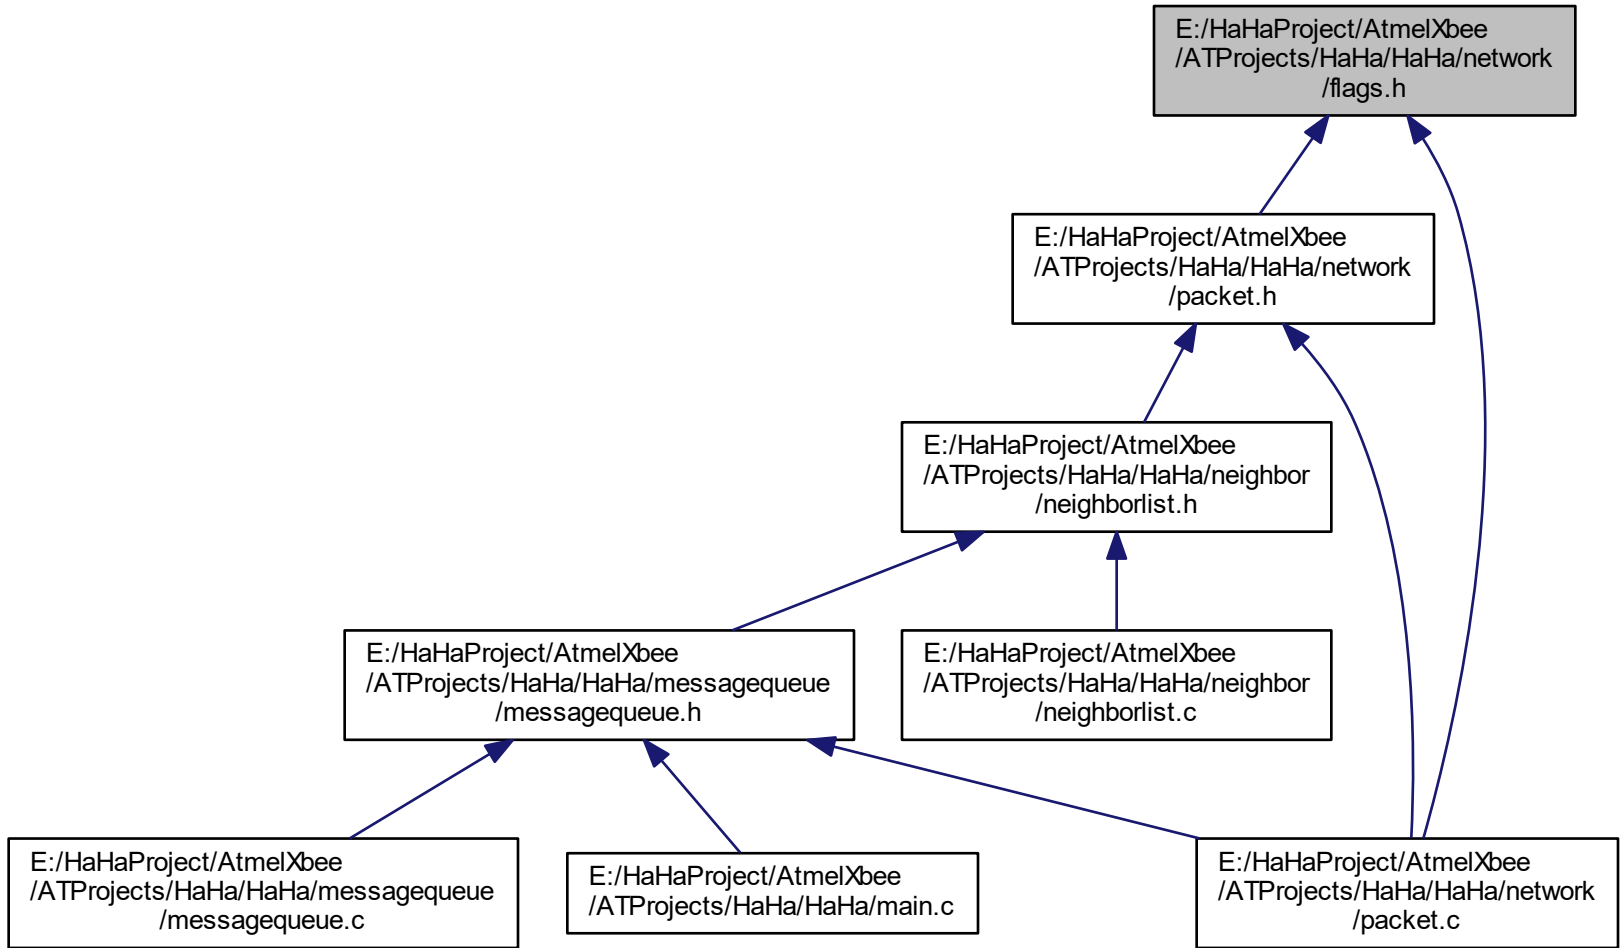 E:/HaHaProject/AtmelXbee
/ATProjects/HaHa/HaHa/network
/flags.h
E:/HaHaProject/AtmelXbee
/ATProjects/HaHa/HaHa/network
/packet.h
E:/HaHaProject/AtmelXbee
/ATProjects/HaHa/HaHa/neighbor
/neighborlist.h
E:/HaHaProject/AtmelXbee
/ATProjects/HaHa/HaHa/messagequeue
/messagequeue.h
E:/HaHaProject/AtmelXbee
/ATProjects/HaHa/HaHa/neighbor
/neighborlist.c
E:/HaHaProject/AtmelXbee
/ATProjects/HaHa/HaHa/messagequeue
/messagequeue.c
E:/HaHaProject/AtmelXbee
/ATProjects/HaHa/HaHa/main.c
E:/HaHaProject/AtmelXbee
/ATProjects/HaHa/HaHa/network
/packet.c